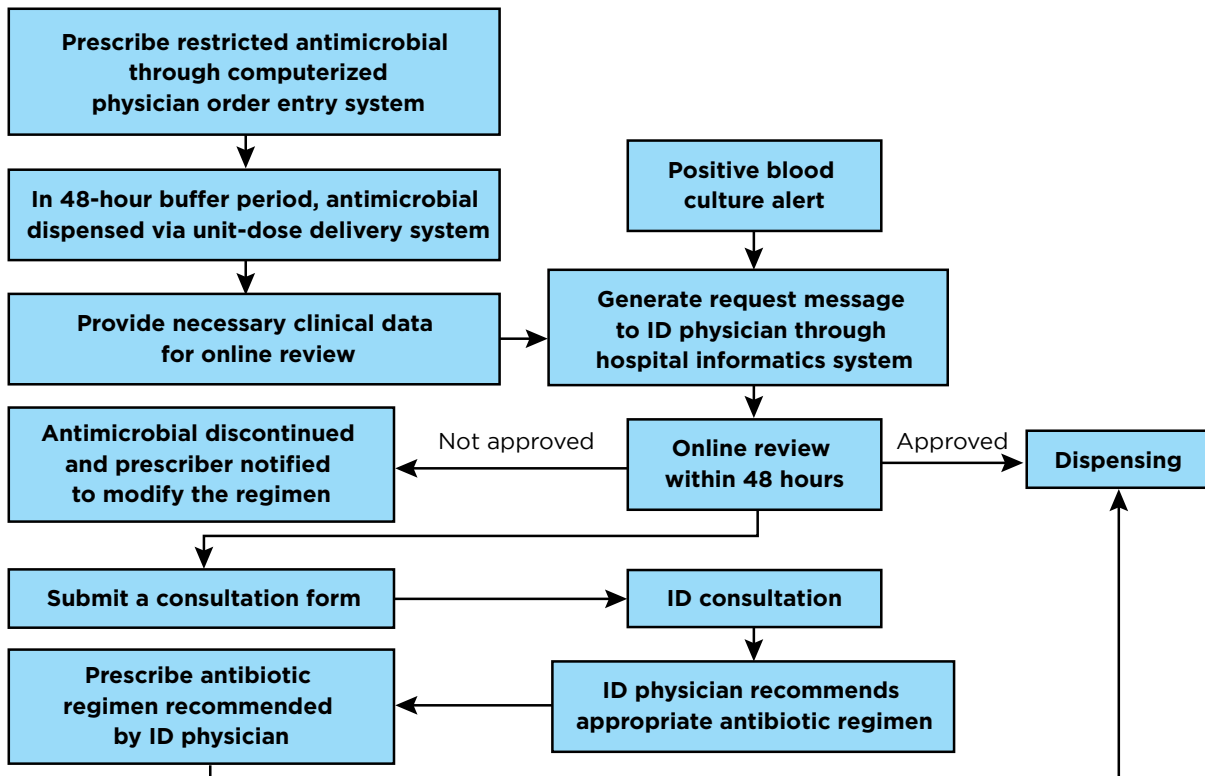 Prescribe restricted antimicrobial
through computerized
physician order entry system
In 48-hour buffer period, antimicrobial
dispensed via unit-dose delivery system
Positive blood
culture alert
Provide necessary clinical data
for online review
Generate request message
to ID physician through
hospital informatics system
Antimicrobial discontinued
and prescriber notified
to modify the regimen
Not approved
Online review
within 48 hours
Approved
Dispensing
Submit a consultation form
ID consultation
Prescribe antibiotic
regimen recommended
by ID physician
ID physician recommends
appropriate antibiotic regimen